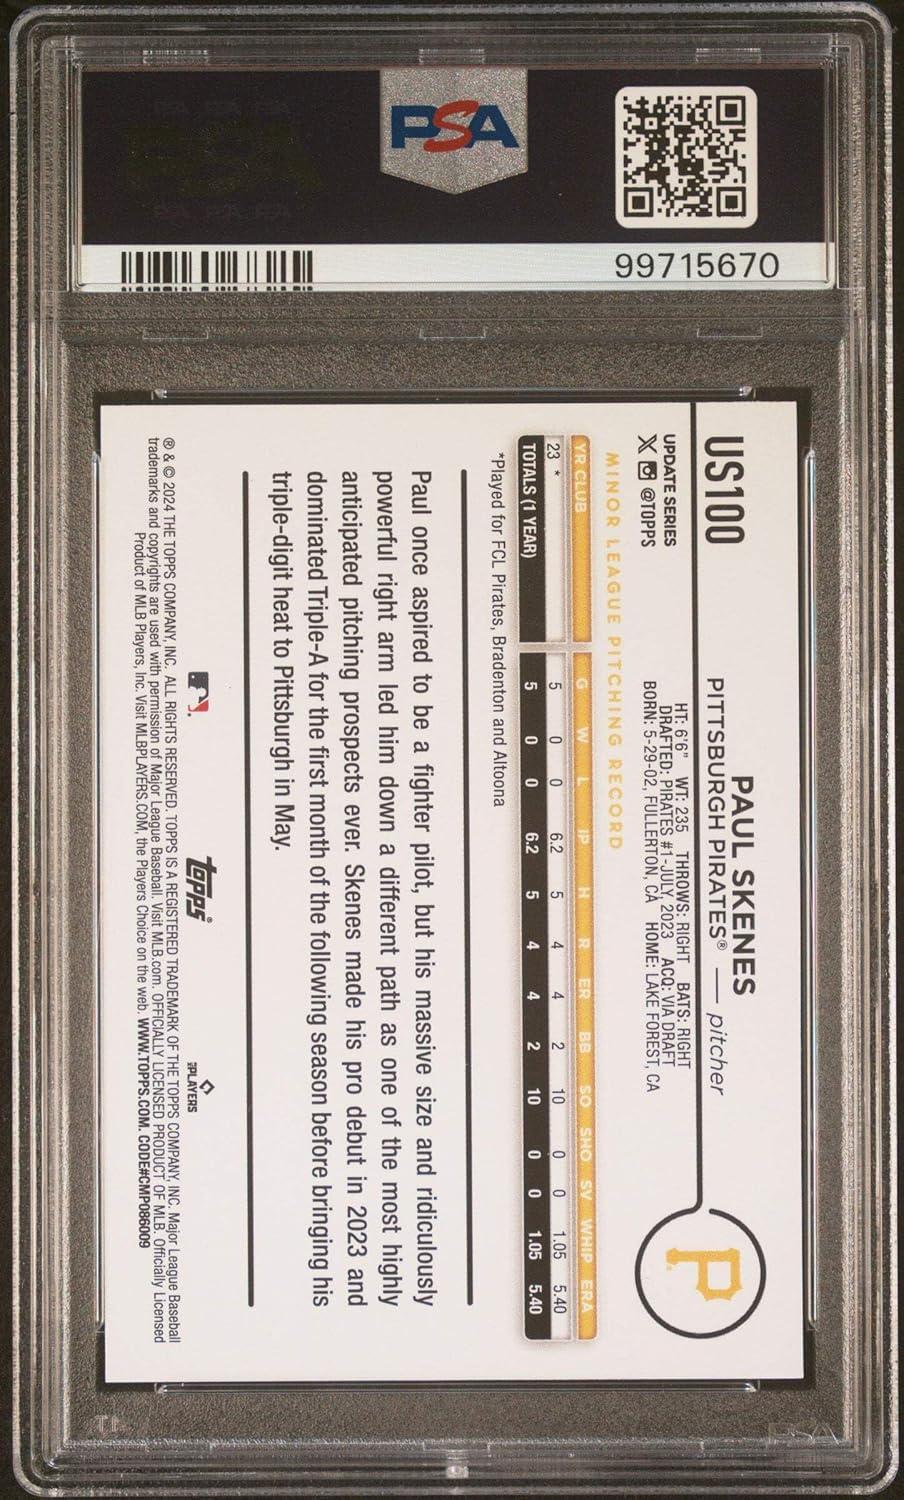 PSA
99715670
US100
PAUL SKENES
PITTSBURGH PIRATES® — pitcher
P
UPDATE SERIES
@TOPPS
HT: 6'6" WT: 235 THROWS: RIGHT BATS: RIGHT
DRAFTED: PIRATES #1-JULY, 2023 ACQ: VIA DRAFT
BORN: 5-29-02, FULLERTON, CA HOME: LAKE FOREST, CA
MINOR LEAGUE PITCHING RECORD
YR CLUB G W L IP H R ER BB SO SHO SV WHIP ERA
23 * 5 0 0 6.2 5 4 4 2 10 0 0 1.05 5.40
TOTALS (1 YEAR) 5 0 0 6.2 5 4 4 2 10 0 0 1.05 5.40
*Played for FCL Pirates, Bradenton and Altoona
Paul once aspired to be a fighter pilot, but his massive size and ridiculously
powerful right arm led him down a different path as one of the most highly
anticipated pitching prospects ever. Skenes made his pro debut in 2023 and
dominated Triple-A for the first month of the following season before bringing his
triple-digit heat to Pittsburgh in May.
topps®
PLAYERS
® & © 2024 THE TOPPS COMPANY, INC. ALL RIGHTS RESERVED. TOPPS IS A REGISTERED TRADEMARK OF THE TOPPS COMPANY, INC. Major League Baseball
trademarks and copyrights are used with permission of Major League Baseball. Visit MLB.com. OFFICIALLY LICENSED PRODUCT OF MLB. Officially Licensed
Product of MLB Players, Inc. Visit MLBPLAYERS.COM, the Players Choice on the web. WWW.TOPPS.COM. CODE#CMP086009
PSA